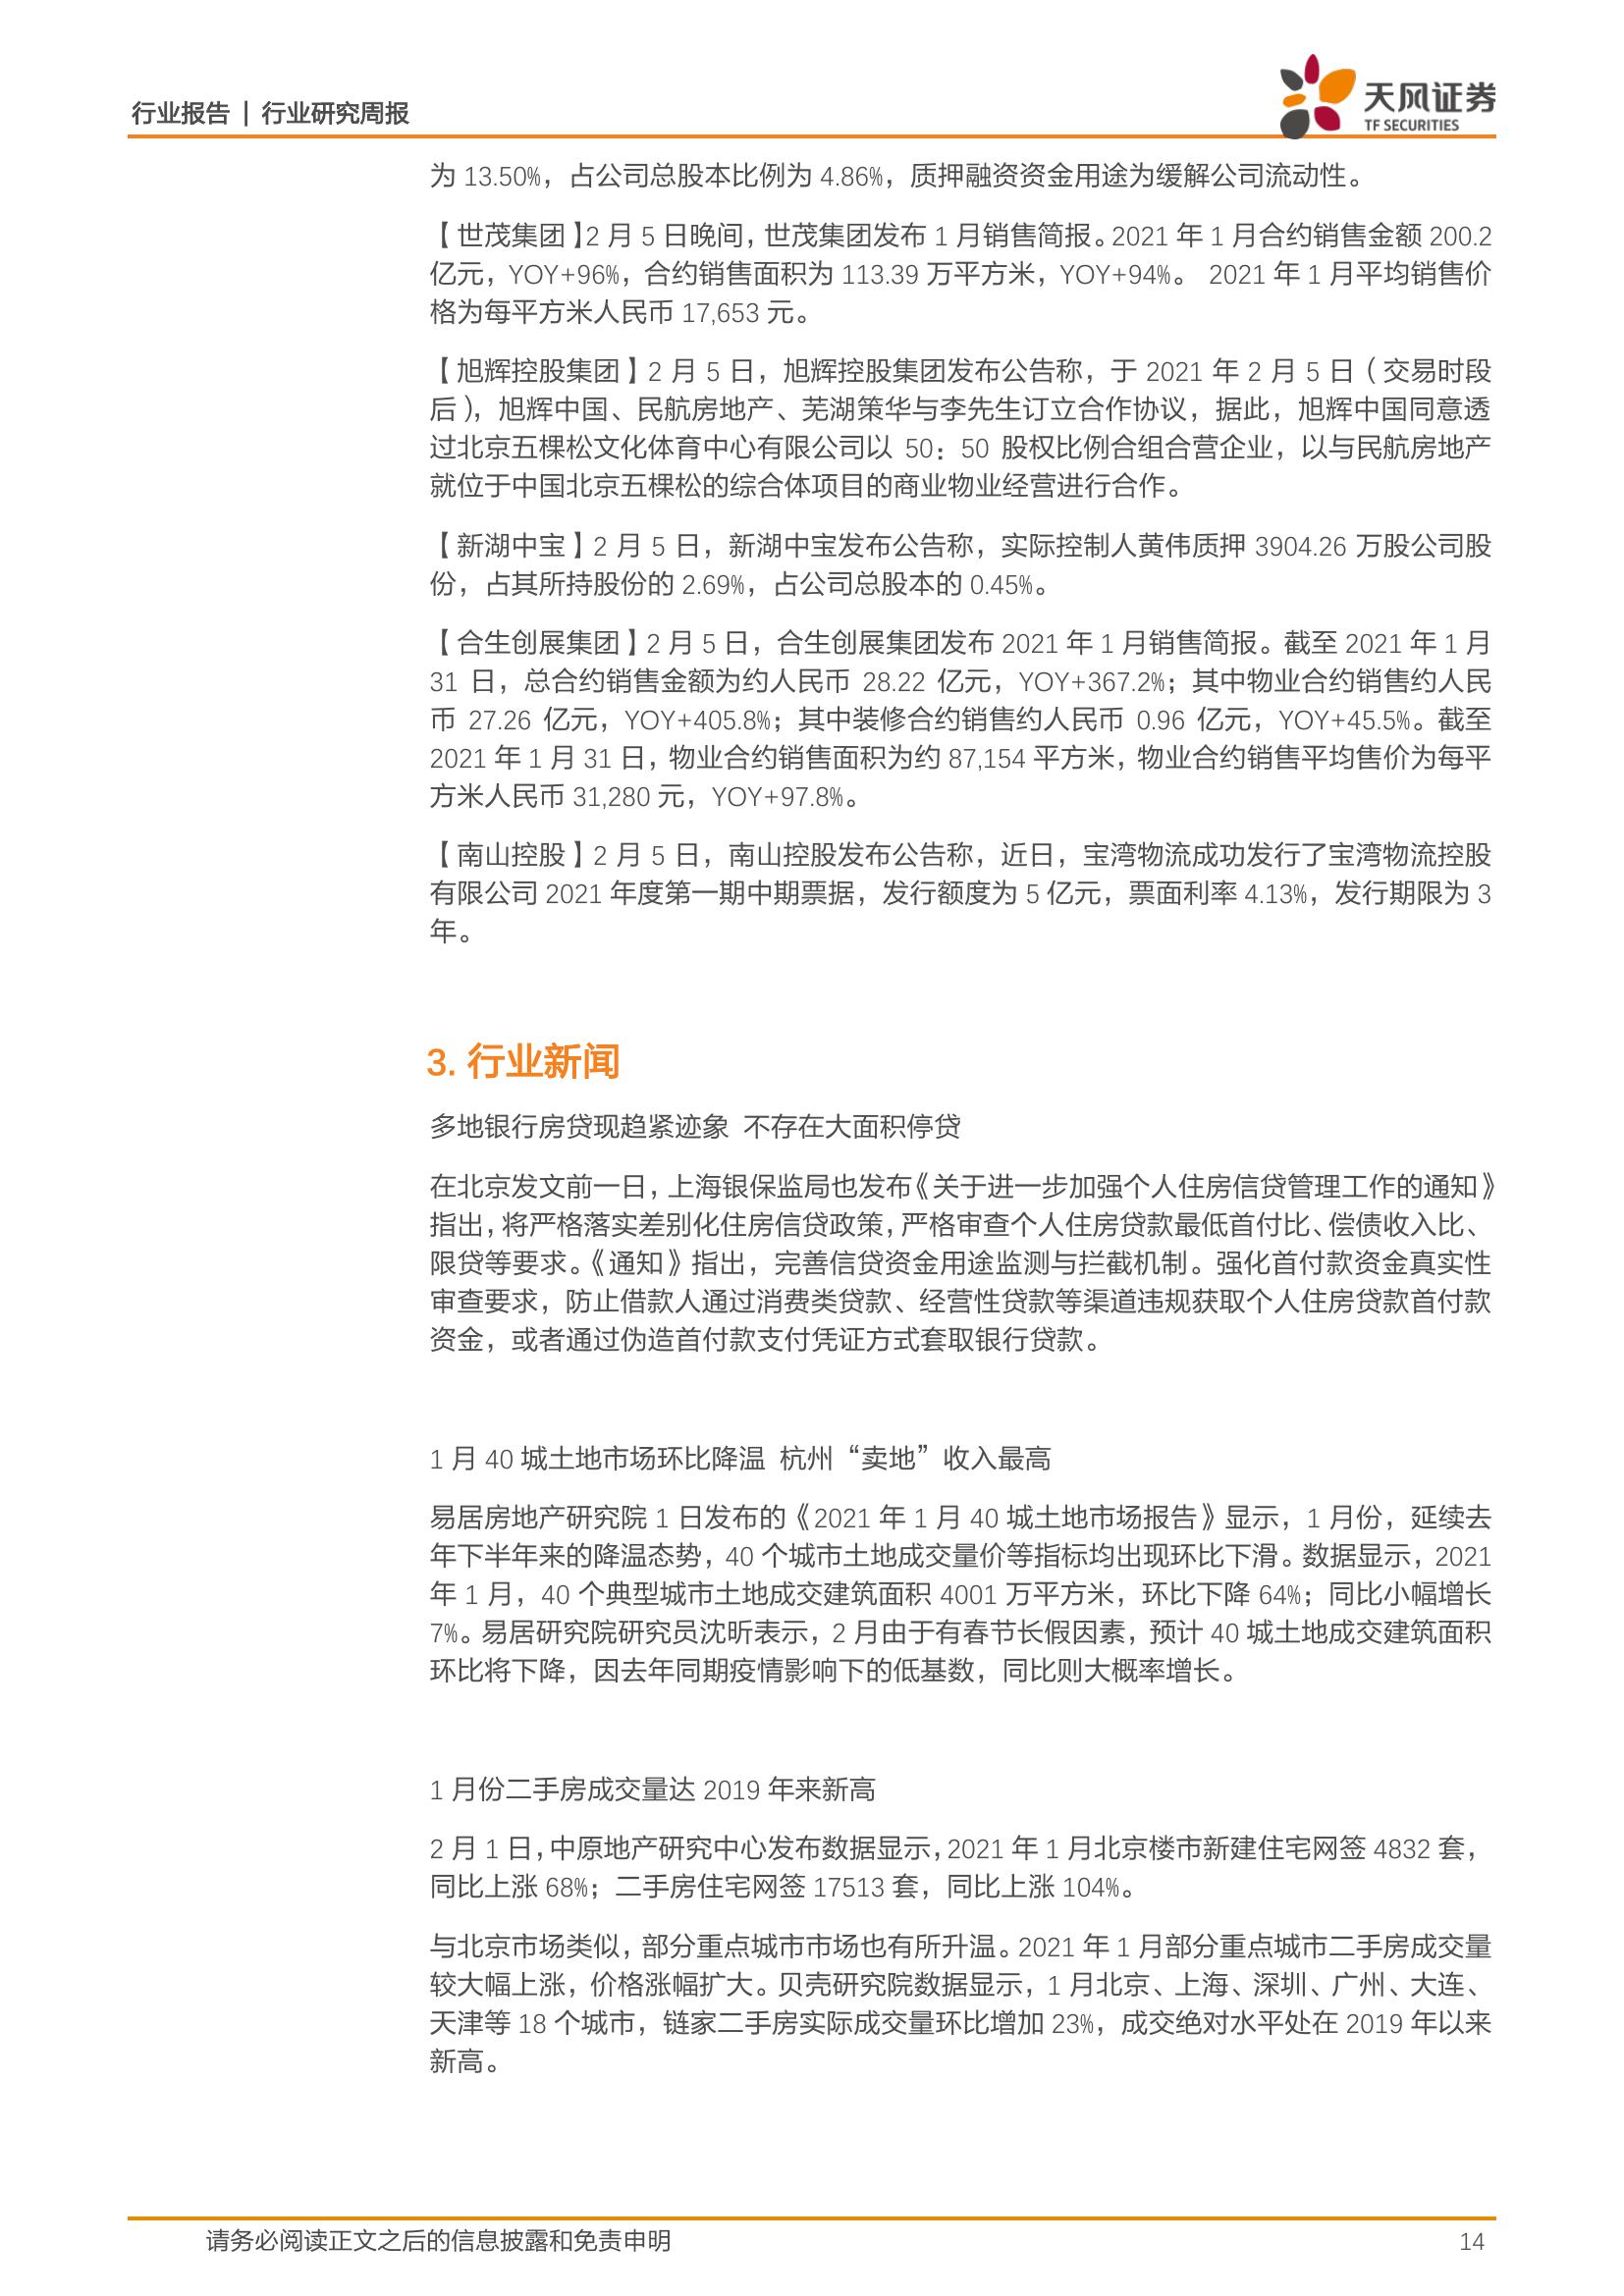 行业报告 | 行业研究周报
天风证券
TF SECURITIES
为 13.50%，占公司总股本比例为 4.86%，质押融资资金用途为缓解公司流动性。
【世茂集团】2 月 5 日晚间，世茂集团发布 1 月销售简报。2021 年 1 月合约销售金额 200.2
亿元，YOY+96%，合约销售面积为 113.39 万平方米，YOY+94%。 2021 年 1 月平均销售价
格为每平方米人民币 17,653 元。
【旭辉控股集团】2 月 5 日，旭辉控股集团发布公告称，于 2021 年 2 月 5 日（交易时段
后），旭辉中国、民航房地产、芜湖策华与李先生订立合作协议，据此，旭辉中国同意透
过北京五棵松文化体育中心有限公司以 50：50 股权比例合组合营企业，以与民航房地产
就位于中国北京五棵松的综合体项目的商业物业经营进行合作。
【新湖中宝】2 月 5 日，新湖中宝发布公告称，实际控制人黄伟质押 3904.26 万股公司股
份，占其所持股份的 2.69%，占公司总股本的 0.45%。
【合生创展集团】2 月 5 日，合生创展集团发布 2021 年 1 月销售简报。截至 2021 年 1 月
31 日，总合约销售金额为约人民币 28.22 亿元，YOY+367.2%；其中物业合约销售约人民
币 27.26 亿元，YOY+405.8%；其中装修合约销售约人民币 0.96 亿元，YOY+45.5%。截至
2021 年 1 月 31 日，物业合约销售面积为约 87,154 平方米，物业合约销售平均售价为每平
方米人民币 31,280 元，YOY+97.8%。
【南山控股】2 月 5 日，南山控股发布公告称，近日，宝湾物流成功发行了宝湾物流控股
有限公司 2021 年度第一期中期票据，发行额度为 5 亿元，票面利率 4.13%，发行期限为 3
年。
3. 行业新闻
多地银行房贷现趋紧迹象 不存在大面积停贷
在北京发文前一日，上海银保监局也发布《关于进一步加强个人住房信贷管理工作的通知》
指出，将严格落实差别化住房信贷政策，严格审查个人住房贷款最低首付比、偿债收入比、
限贷等要求。《通知》指出，完善信贷资金用途监测与拦截机制。强化首付款资金真实性
审查要求，防止借款人通过消费类贷款、经营性贷款等渠道违规获取个人住房贷款首付款
资金，或者通过伪造首付款支付凭证方式套取银行贷款。
1 月 40 城土地市场环比降温 杭州“卖地”收入最高
易居房地产研究院 1 日发布的《2021 年 1 月 40 城土地市场报告》显示，1 月份，延续去
年下半年来的降温态势，40 个城市土地成交量价等指标均出现环比下滑。数据显示，2021
年 1 月，40 个典型城市土地成交建筑面积 4001 万平方米，环比下降 64%；同比小幅增长
7%。易居研究院研究员沈昕表示，2 月由于有春节长假因素，预计 40 城土地成交建筑面积
环比将下降，因去年同期疫情影响下的低基数，同比则大概率增长。
1 月份二手房成交量达 2019 年来新高
2 月 1 日，中原地产研究中心发布数据显示，2021 年 1 月北京楼市新建住宅网签 4832 套，
同比上涨 68%；二手房住宅网签 17513 套，同比上涨 104%。
与北京市场类似，部分重点城市市场也有所升温。2021 年 1 月部分重点城市二手房成交量
较大幅上涨，价格涨幅扩大。贝壳研究院数据显示，1 月北京、上海、深圳、广州、大连、
天津等 18 个城市，链家二手房实际成交量环比增加 23%，成交绝对水平处在 2019 年以来
新高。
请务必阅读正文之后的信息披露和免责申明
14